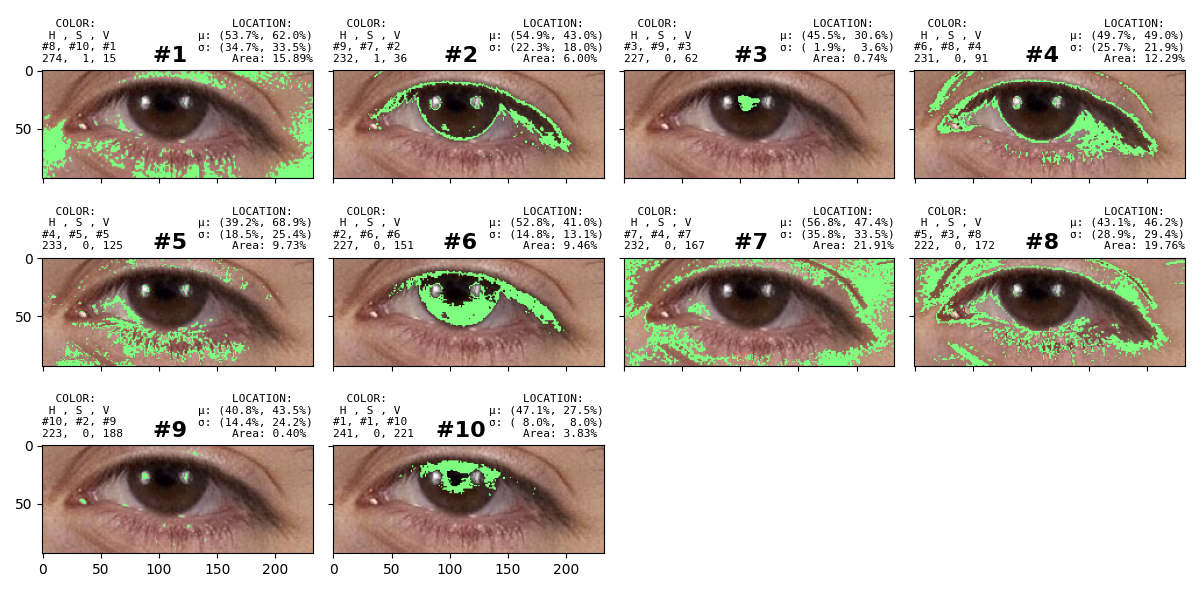 COLOR: LOCATION:
H , S , V μ: (53.7%, 62.0%)
#8, #10, #1 #1 σ: (34.7%, 33.5%)
274, 1, 15 Area: 15.89%
COLOR: LOCATION:
H , S , V μ: (54.9%, 43.0%)
#9, #7, #2 #2 σ: (22.3%, 18.0%)
232, 1, 36 Area: 6.00%
COLOR: LOCATION:
H , S , V μ: (45.5%, 30.6%)
#3, #9, #3 #3 σ: ( 1.9%, 3.6%)
227, 0, 62 Area: 0.74%
COLOR: LOCATION:
H , S , V μ: (49.7%, 49.0%)
#6, #8, #4 #4 σ: (25.7%, 21.9%)
231, 0, 91 Area: 12.29%
0
50
COLOR: LOCATION:
H , S , V μ: (39.2%, 68.9%)
#4, #5, #5 #5 σ: (18.5%, 25.4%)
233, 0, 125 Area: 9.73%
COLOR: LOCATION:
H , S , V μ: (52.8%, 41.0%)
#2, #6, #6 #6 σ: (14.8%, 13.1%)
227, 0, 151 Area: 9.46%
COLOR: LOCATION:
H , S , V μ: (56.8%, 47.4%)
#7, #4, #7 #7 σ: (35.8%, 33.5%)
232, 0, 167 Area: 21.91%
COLOR: LOCATION:
H , S , V μ: (43.1%, 46.2%)
#5, #3, #8 #8 σ: (28.9%, 29.4%)
222, 0, 172 Area: 19.76%
0
50
COLOR: LOCATION:
H , S , V μ: (40.8%, 43.5%)
#10, #2, #9 #9 σ: (14.4%, 24.2%)
223, 0, 188 Area: 0.40%
COLOR: LOCATION:
H , S , V μ: (47.1%, 27.5%)
#1, #1, #10 #10 σ: ( 8.0%, 8.0%)
241, 0, 221 Area: 3.83%
0
50
0 50 100 150 200
0 50 100 150 200